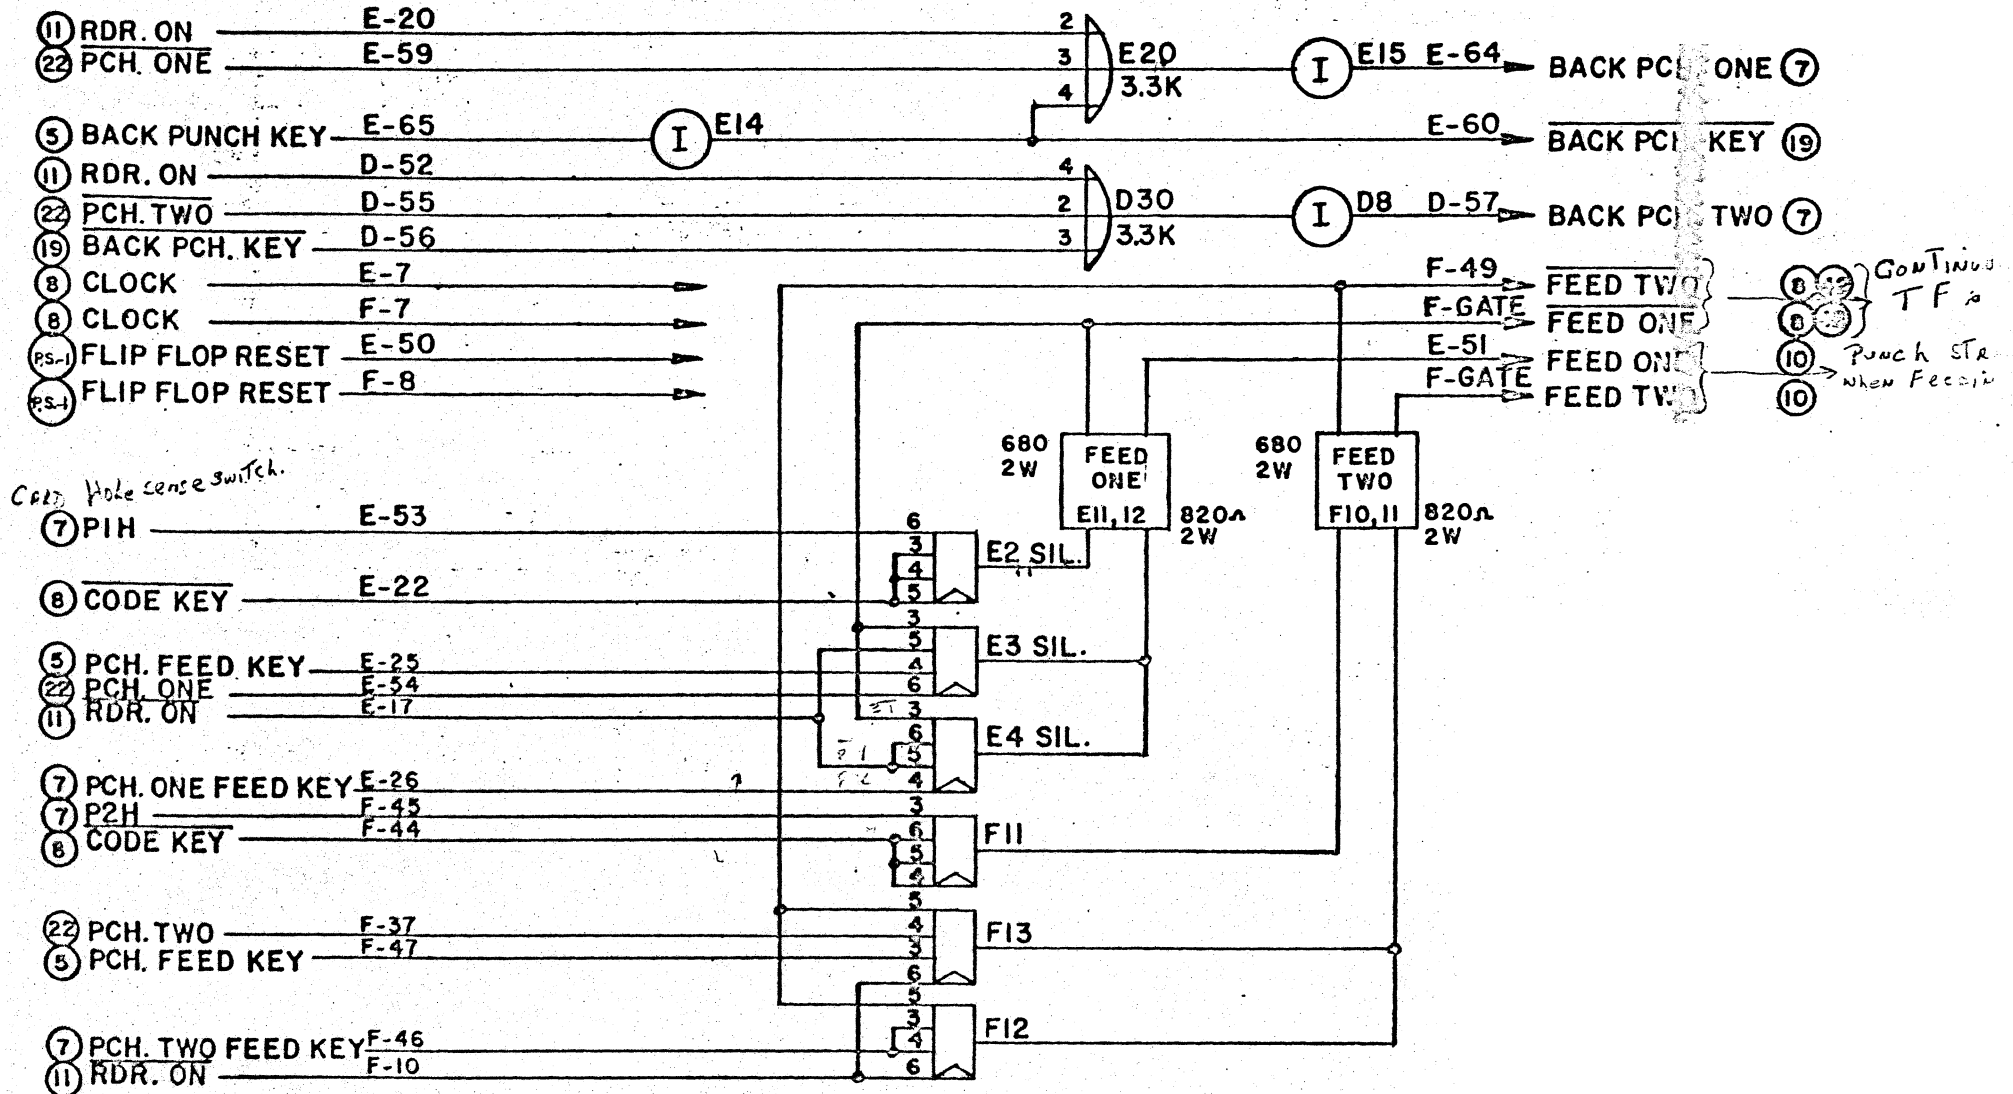 11 RDR. ON E-20 2
22 PCH. ONE E-59 3 E20 I E15 E-64 BACK PC ONE 7
4 3.3K
5 BACK PUNCH KEY E-65 I E14 E-60 BACK PC KEY 19
11 RDR. ON D-52 4
22 PCH. TWO D-55 2 D30 I D8 D-57 BACK PC TWO 7
19 BACK PCH. KEY D-56 3 3.3K
8 CLOCK E-7 F-49 FEED TWO 8
8 CLOCK F-7 F-GATE FEED ONE 8
T F
P.S.-1 FLIP FLOP RESET E-50 E-51 FEED ONE 10 Punch STR
P.S.-1 FLIP FLOP RESET F-8 F-GATE FEED TW 10 when
680 2W FEED ONE E11, 12 820Ω 2W
680 2W FEED TWO F10, 11 820Ω 2W
Hole sense switch.
7 P1H E-53 6
3
4 E2 SIL.
8 CODE KEY E-22 5
3
5 E3 SIL.
5 PCH. FEED KEY E-25 4
22 PCH. ONE E-54 6
11 RDR. ON E-17 3
6 E4 SIL.
5
7 PCH. ONE FEED KEY E-26 4
7 P2H F-45 3
8 CODE KEY F-44 6 F11
5
4
5
22 PCH. TWO F-37 4 F13
5 PCH. FEED KEY F-47 3
6
5
3 F12
7 PCH. TWO FEED KEY F-46 4
11 RDR. ON F-10 6